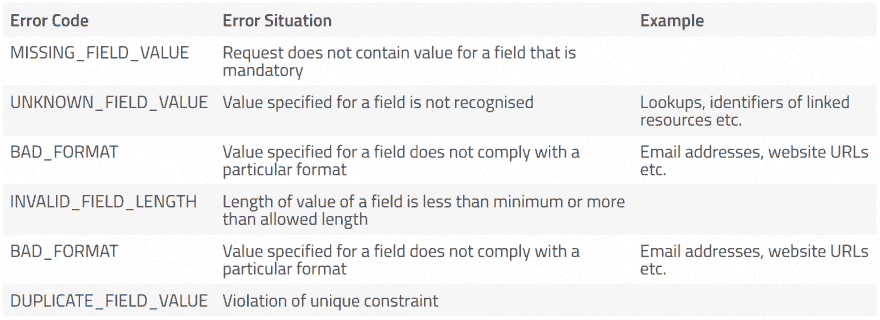 Error Code Error Situation Example
MISSING_FIELD_VALUE Request does not contain value for a field that is
mandatory
UNKNOWN_FIELD_VALUE Value specified for a field is not recognised Lookups, identifiers of linked
resources etc.
BAD_FORMAT Value specified for a field does not comply with a Email addresses, website URLs
particular format etc.
INVALID_FIELD_LENGTH Length of value of a field is less than minimum or more
than allowed length
BAD_FORMAT Value specified for a field does not comply with a Email addresses, website URLs
particular format etc.
DUPLICATE_FIELD_VALUE Violation of unique constraint